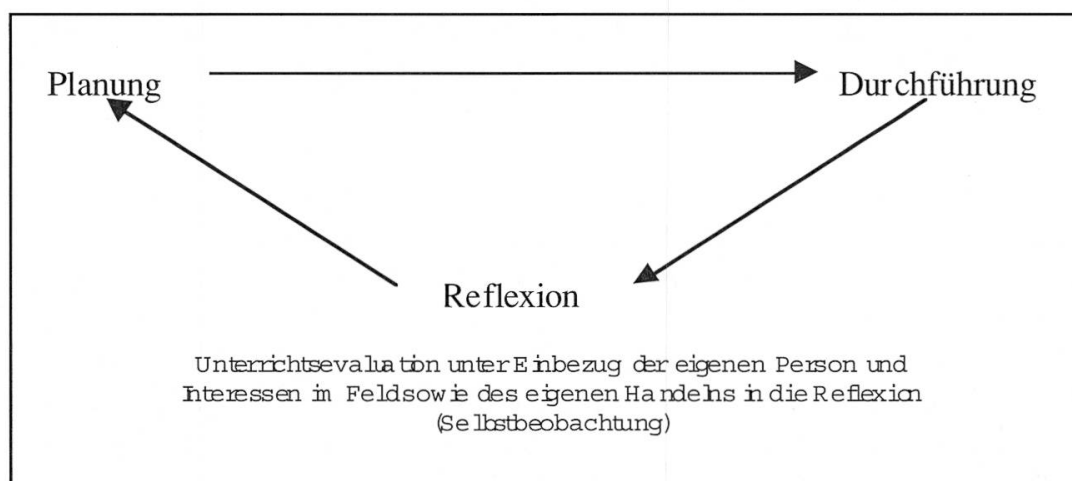 Planung Durchführung
Reflexion
Unterrichtsevaluation unter Einbezug der eigenen Person und
Interessen im Feld sowie des eigenen Handelns in die Reflexion
(Selbstbeobachtung)